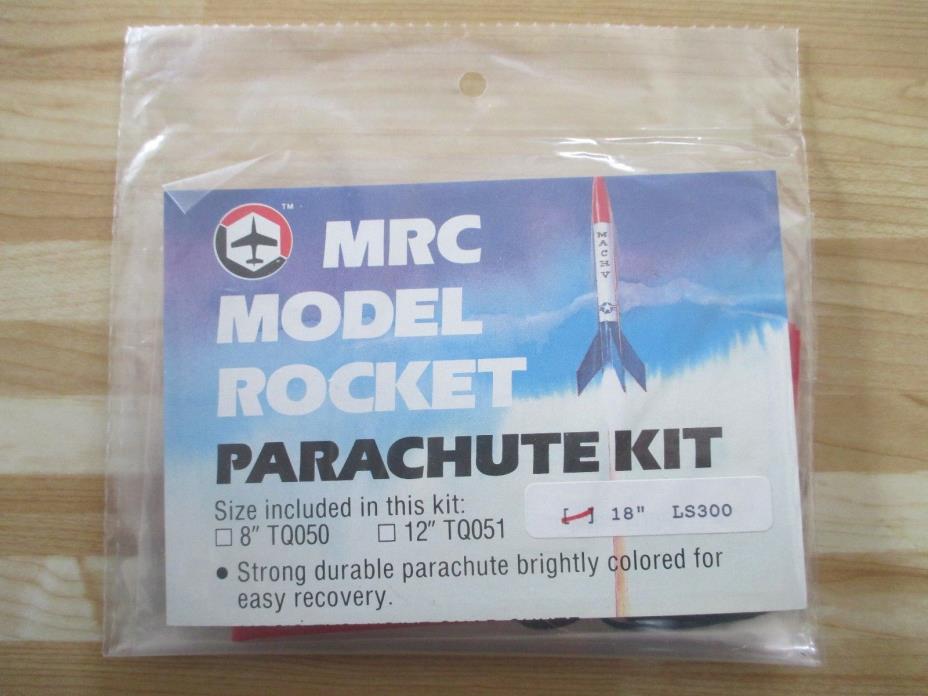 ™ MRC
MACH V
MODEL
ROCKET
PARACHUTE KIT
Size included in this kit:
☐ 8" TQ050 ☐ 12" TQ051
[ ] 18" LS300
• Strong durable parachute brightly colored for
easy recovery.